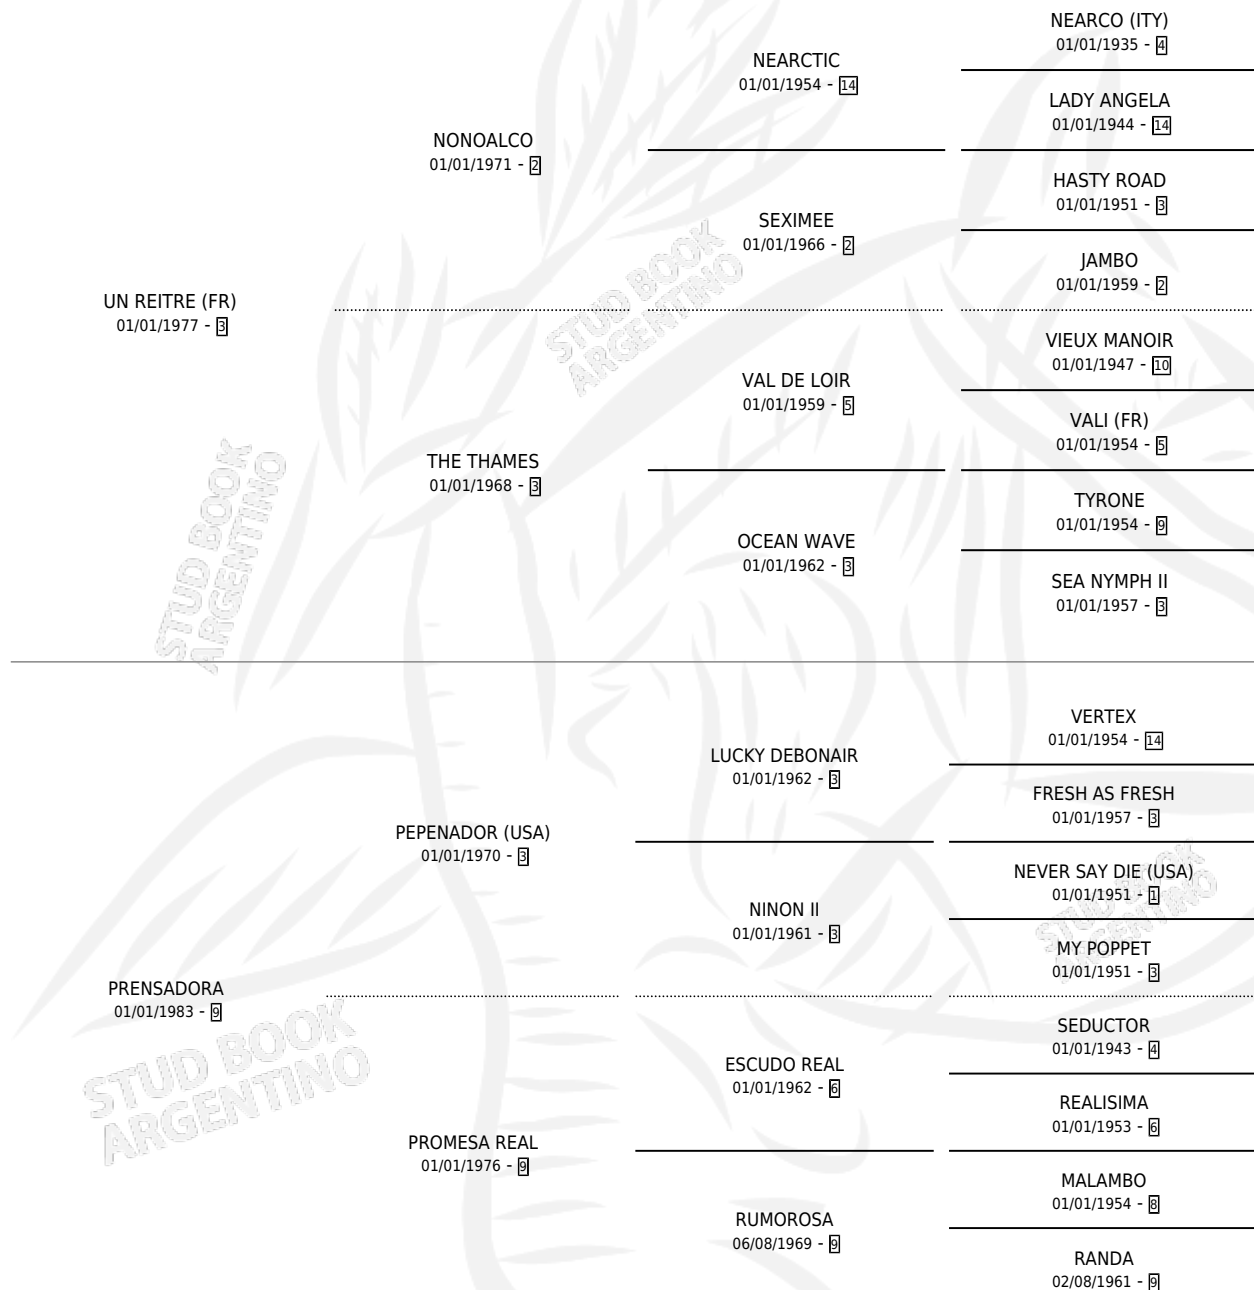 NEARCO (ITY)
01/01/1935 - 4
NEARCTIC
01/01/1954 - 14
LADY ANGELA
01/01/1944 - 14
NONOALCO
01/01/1971 - 2
HASTY ROAD
01/01/1951 - 3
SEXIMEE
01/01/1966 - 2
JAMBO
01/01/1959 - 2
UN REITRE (FR)
01/01/1977 - 3
STUD BOOK
ARGENTINO
VIEUX MANOIR
01/01/1947 - 10
VAL DE LOIR
01/01/1959 - 5
VALI (FR)
01/01/1954 - 5
THE THAMES
01/01/1968 - 3
TYRONE
01/01/1954 - 9
OCEAN WAVE
01/01/1962 - 3
SEA NYMPH II
01/01/1957 - 3
STUD BOOK
ARGENTINO
VERTEX
01/01/1954 - 14
LUCKY DEBONAIR
01/01/1962 - 3
FRESH AS FRESH
01/01/1957 - 3
PEPENADOR (USA)
01/01/1970 - 3
NEVER SAY DIE (USA)
01/01/1951 - 1
STUD BOOK
ARGENTINO
NINON II
01/01/1961 - 3
MY POPPET
01/01/1951 - 3
PRENSADORA
01/01/1983 - 9
STUD BOOK
ARGENTINO
SEDUCTOR
01/01/1943 - 4
ESCUDO REAL
01/01/1962 - 6
REALISIMA
01/01/1953 - 6
PROMESA REAL
01/01/1976 - 9
MALAMBO
01/01/1954 - 8
RUMOROSA
06/08/1969 - 9
RANDA
02/08/1961 - 9